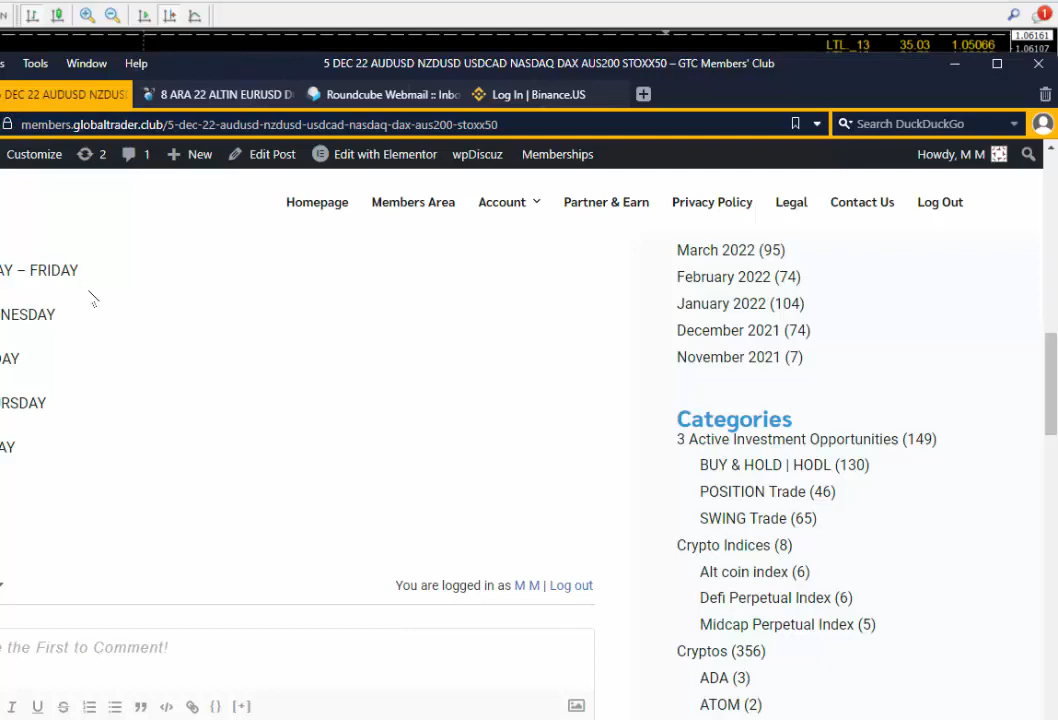 N
1
LTL_13 35.03 1.05066
1.06161
1.06107
s Tools Window Help
5 DEC 22 AUDUSD NZDUSD USDCAD NASDAQ DAX AUS200 STOXX50 – GTC Members' Club
DEC 22 AUDUSD NZDUS
8 ARA 22 ALTIN EURUSD D
Roundcube Webmail :: Inbo
Log In | Binance.US
members.globaltrader.club/5-dec-22-audusd-nzdusd-usdcad-nasdaq-dax-aus200-stoxx50
Search DuckDuckGo
Customize 2 1 New Edit Post Edit with Elementor wpDiscuz Memberships Howdy, M M
Homepage Members Area Account Partner & Earn Privacy Policy Legal Contact Us Log Out
AY – FRIDAY
NESDAY
DAY
URSDAY
AY
You are logged in as M M | Log out
e the First to Comment!
I U S {} [+]
March 2022 (95)
February 2022 (74)
January 2022 (104)
December 2021 (74)
November 2021 (7)
Categories
3 Active Investment Opportunities (149)
BUY & HOLD | HODL (130)
POSITION Trade (46)
SWING Trade (65)
Crypto Indices (8)
Alt coin index (6)
Defi Perpetual Index (6)
Midcap Perpetual Index (5)
Cryptos (356)
ADA (3)
ATOM (2)